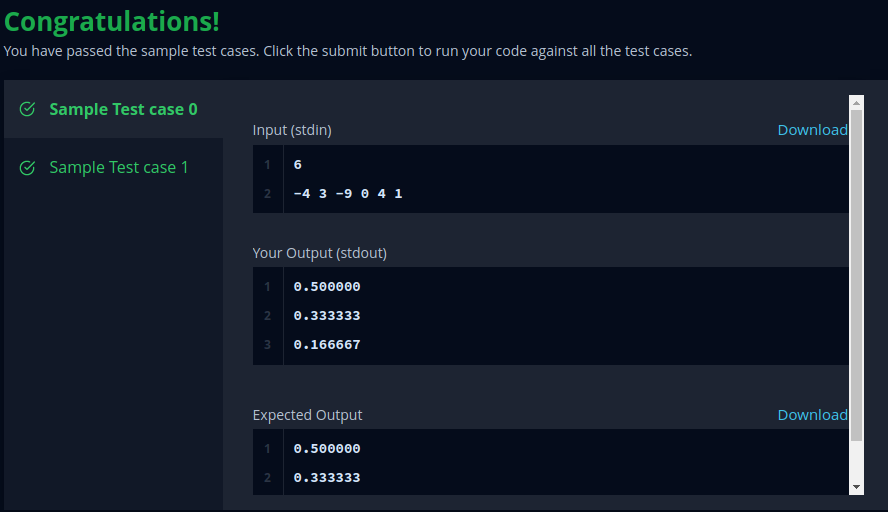 Congratulations!
You have passed the sample test cases. Click the submit button to run your code against all the test cases.
Sample Test case 0
Sample Test case 1
Input (stdin)
Download
1 6
2 -4 3 -9 0 4 1
Your Output (stdout)
1 0.500000
2 0.333333
3 0.166667
Expected Output
Download
1 0.500000
2 0.333333